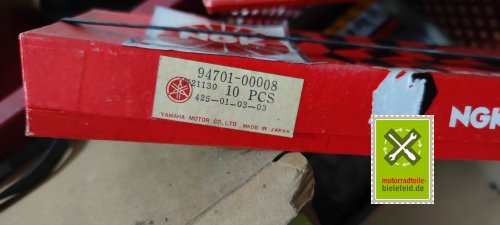 NGK
94701-00008
821130 10 PCS
425-01-03-03
YAMAHA MOTOR CO., LTD. MADE IN JAPAN
NGK
motorradteile-
bielefeld.de